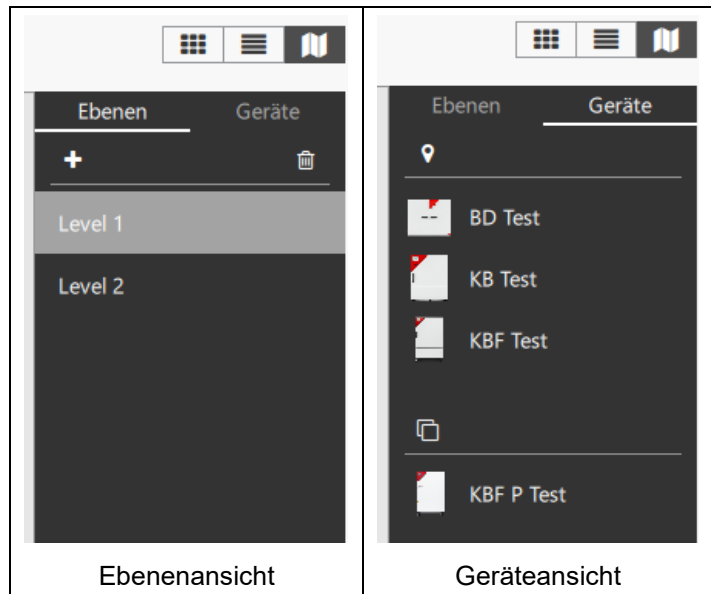 Ebenen Geräte
Level 1
Level 2
Ebenenansicht
Ebenen Geräte
BD Test
KB Test
KBF Test
KBF P Test
Geräteansicht